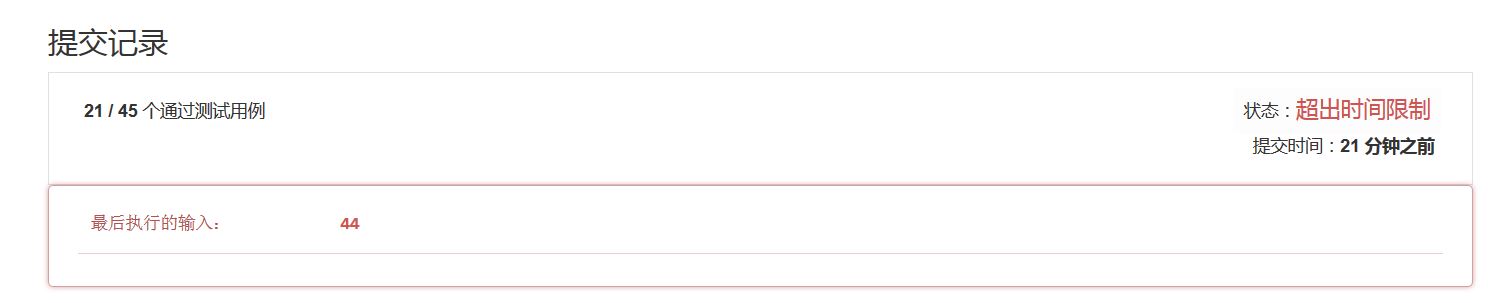 提交记录
21 / 45 个通过测试用例
状态：超出时间限制
提交时间：21 分钟之前
最后执行的输入： 44